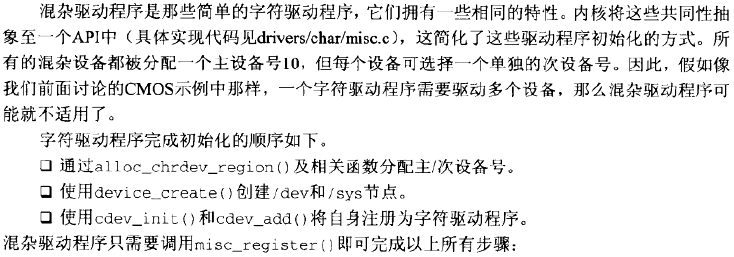 混杂驱动程序是那些简单的字符驱动程序，它们拥有一些相同的特性。内核将这些共同性抽
象至一个API中（具体实现代码见drivers/char/misc.c），这简化了这些驱动程序初始化的方式。所
有的混杂设备都被分配一个主设备号10，但每个设备可选择一个单独的次设备号。因此，假如像
我们前面讨论的CMOS示例中那样，一个字符驱动程序需要驱动多个设备，那么混杂驱动程序可
能就不适用了。
字符驱动程序完成初始化的顺序如下。
❑ 通过alloc_chrdev_region()及相关函数分配主/次设备号。
❑ 使用device_create()创建/dev和/sys节点。
❑ 使用cdev_init()和cdev_add()将自身注册为字符驱动程序。
混杂驱动程序只需要调用misc_register()即可完成以上所有步骤：